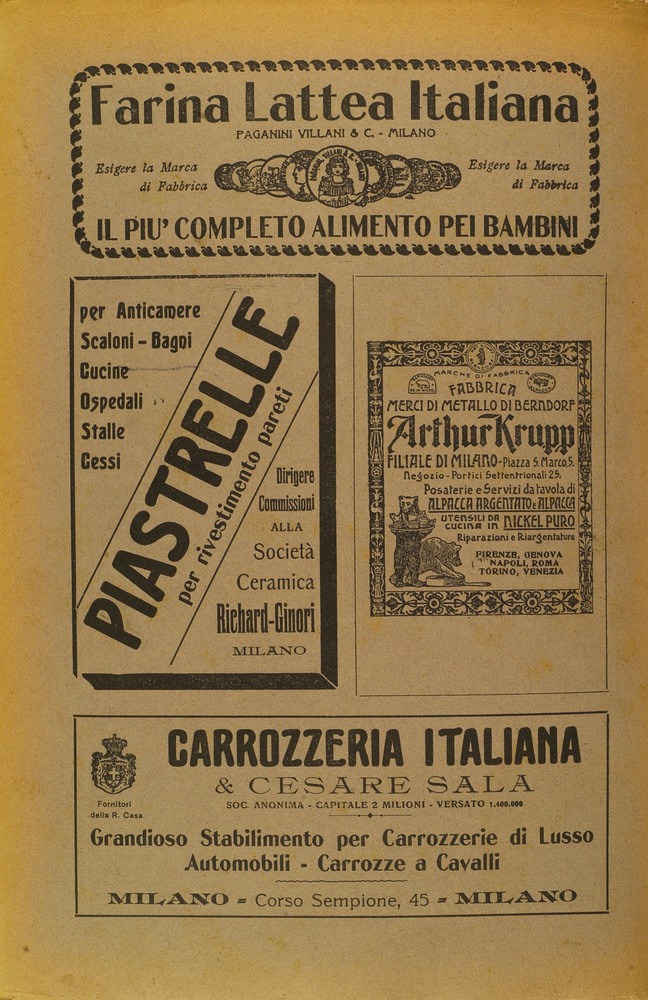 Farina Lattea Italiana
PAGANINI VILLANI & C. - MILANO
Esigere la Marca
di Fabbrica
Esigere la Marca
di Fabbrica
IL PIU' COMPLETO ALIMENTO PEI BAMBINI
per Anticamere
Scaloni - Bagni
Cucine
Ospedali
Stalle
Cessi
PIASTRELLE
per rivestimento pareti
Dirigere
Commissioni
ALLA
Società
Ceramica
Richard-Ginori
MILANO
MARCHE DI FABBRICA
FABBRICA
MERCI DI METALLO DI BERNDORF
Arthur Krupp
FILIALE DI MILANO - Piazza S. Marco, 5.
Negozio - Portici Settentrionali 25.
Posaterie e Servizi da tavola di
ALPACCA ARGENTATO e ALPACCA
UTENSILI DA
CUCINA IN NICKEL PURO
Riparazioni e Riargentature
FIRENZE, GENOVA
NAPOLI, ROMA
TORINO, VENEZIA
CARROZZERIA ITALIANA
& CESARE SALA
SOC. ANONIMA - CAPITALE 2 MILIONI - VERSATO 1.400.000
Fornitori
della R. Casa
Grandioso Stabilimento per Carrozzerie di Lusso
Automobili - Carrozze a Cavalli
MILANO = Corso Sempione, 45 = MILANO